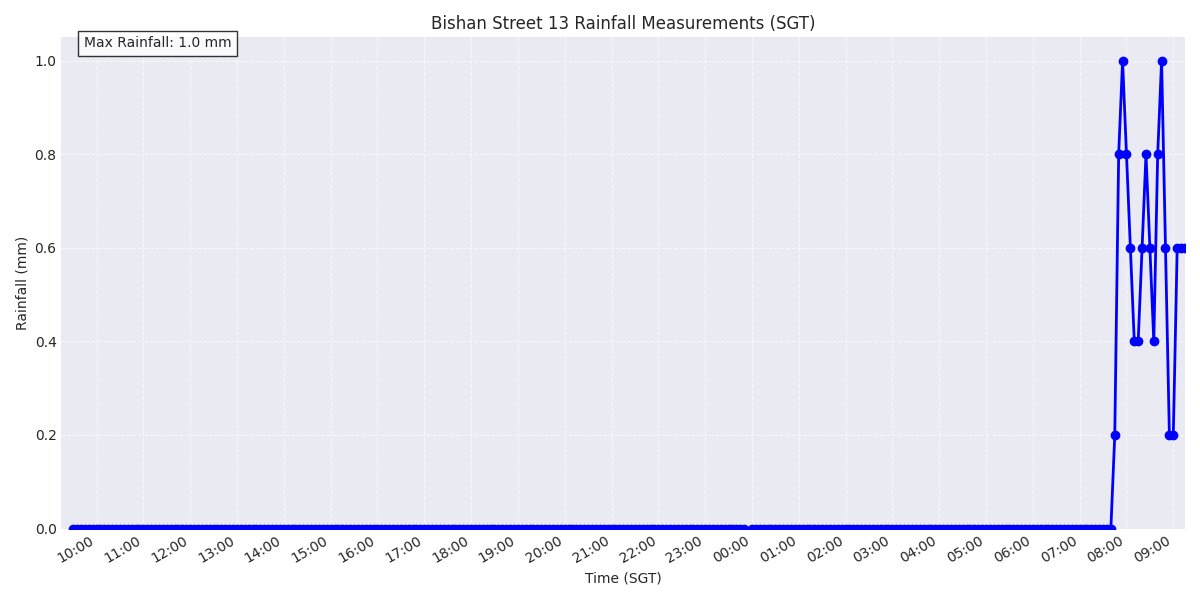 Bishan Street 13 Rainfall Measurements (SGT)
Max Rainfall: 1.0 mm
Rainfall (mm)
1.0
0.8
0.6
0.4
0.2
0.0
10:00 11:00 12:00 13:00 14:00 15:00 16:00 17:00 18:00 19:00 20:00 21:00 22:00 23:00 00:00 01:00 02:00 03:00 04:00 05:00 06:00 07:00 08:00 09:00
Time (SGT)